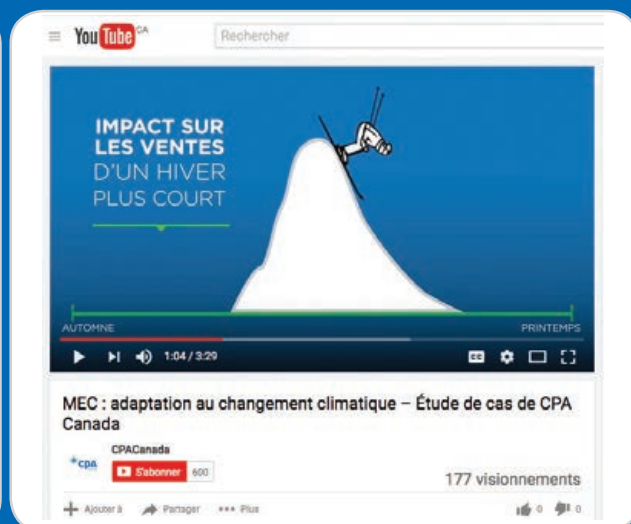 YouTube CA
Rechercher
IMPACT SUR
LES VENTES
D'UN HIVER
PLUS COURT
AUTOMNE PRINTEMPS
1:04 / 3:29 CC
MEC : adaptation au changement climatique – Étude de cas de CPA
Canada
CPACanada
cpa S'abonner 600
177 visionnements
Ajouter à Partager Plus 0 0